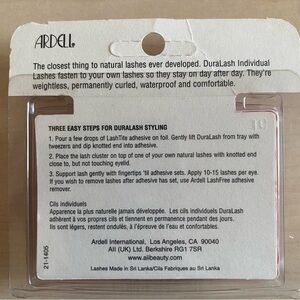 ARDELL
The closest thing to natural lashes ever developed. DuraLash Individual
Lashes fasten to your own lashes so they stay on day after day. They're
weightless, permanently curled, waterproof and comfortable.
THREE EASY STEPS FOR DURALASH STYLING
1. Pour a few drops of LashTite adhesive on foil. Gently lift DuraLash from tray with
tweezers and dip knotted end into adhesive.
2. Place the lash cluster on top of one of your own natural lashes with knotted end
close to, but not touching eyelid.
3. Support lash gently with fingertips 'til adhesive sets. Apply 10-15 lashes per eye.
If you wish to remove lashes after adhesive has set, use Ardell LashFree adhesive
remover.
Cils individuels
Apparence la plus naturelle jamais développée. Les cils individuels DuraLash
adhèrent à vos propres cils et tiennent en permanence pendant des jours.
Ils sont légers, restent ondulés, à l'épreuve de d'eau et confortable.
Ardell International, Los Angeles, CA 90040
AII (UK) Ltd. Berkshire RG1 7SR
www.aiibeauty.com
Lashes Made in Sri Lanka/Cils Fabriques au Sri Lanka
21-1405